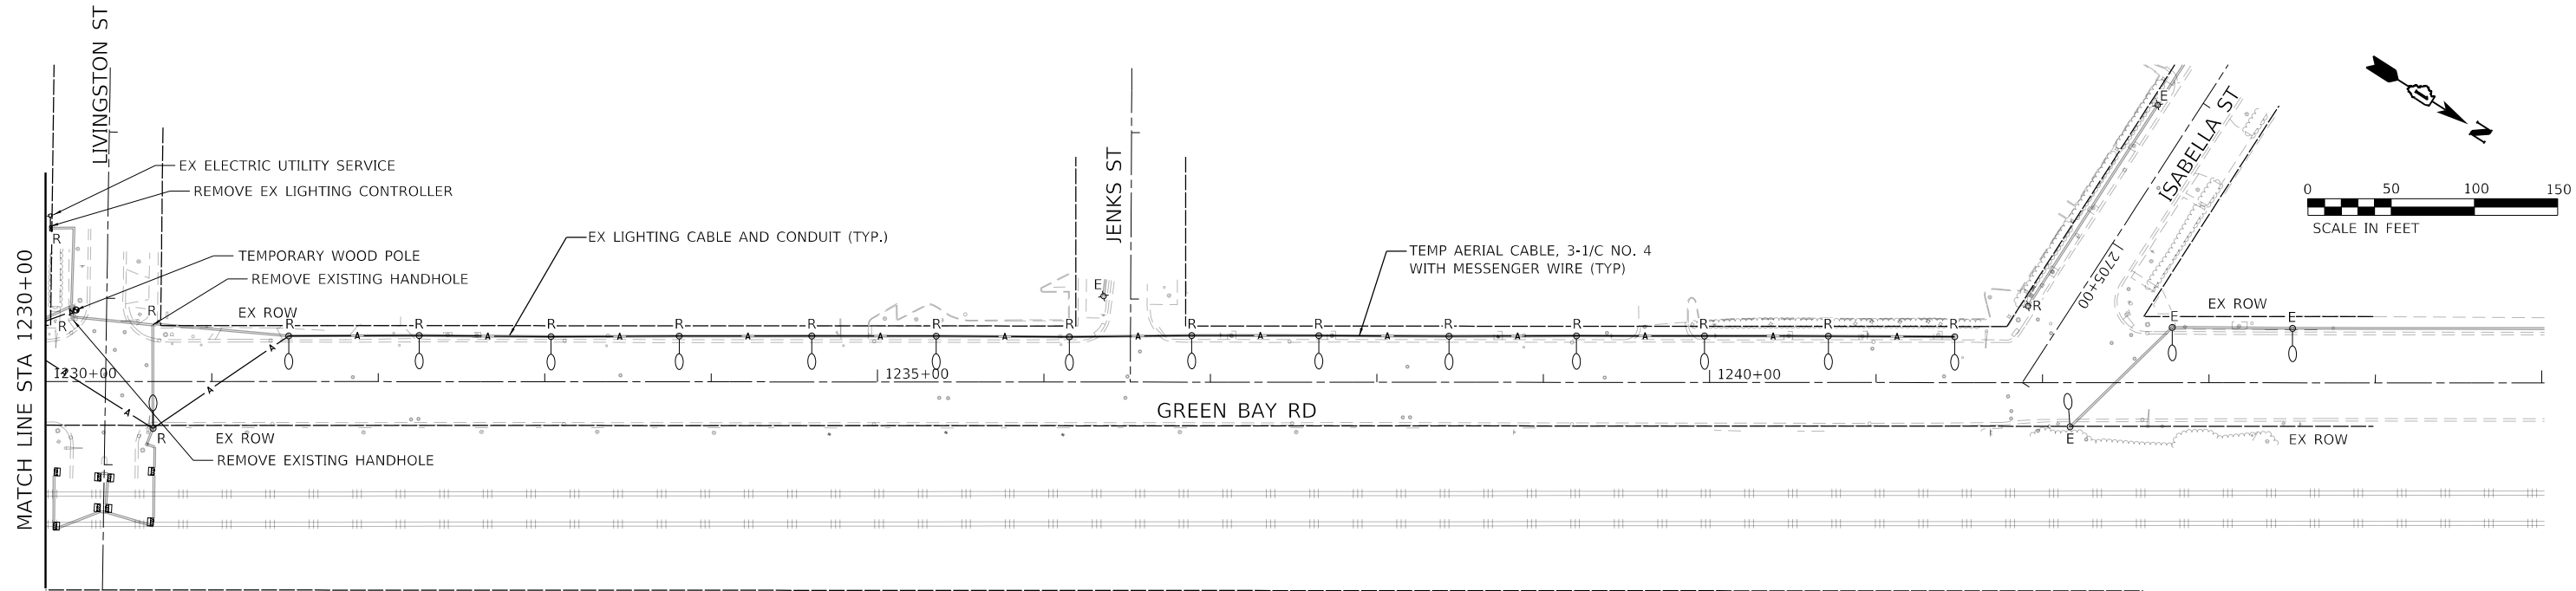 LIVINGSTON ST
EX ELECTRIC UTILITY SERVICE
REMOVE EX LIGHTING CONTROLLER
R
TEMPORARY WOOD POLE
REMOVE EXISTING HANDHOLE
MATCH LINE STA 1230+00
R
R
EX ROW
EX LIGHTING CABLE AND CONDUIT (TYP.)
JENKS ST
E
TEMP AERIAL CABLE, 3-1/C NO. 4
WITH MESSENGER WIRE (TYP)
R R R R R R R R R R R R R R
A A A A A A A A A A A A A
R
E
ISABELLA ST
2705+00
N
0 50 100 150
SCALE IN FEET
EX ROW
E E
A
A
A
1230+00
1235+00
1240+00
GREEN BAY RD
R
EX ROW
REMOVE EXISTING HANDHOLE
E
EX ROW